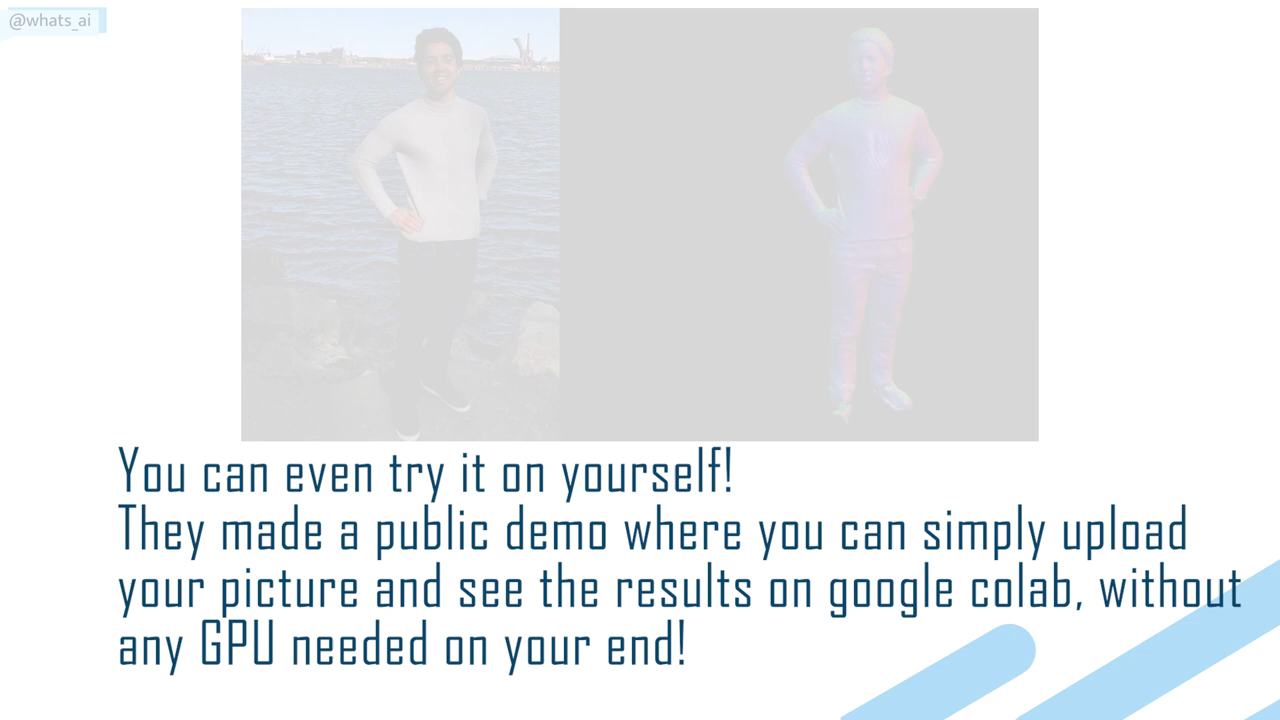 @whats_ai
You can even try it on yourself!
They made a public demo where you can simply upload
your picture and see the results on google colab, without
any GPU needed on your end!